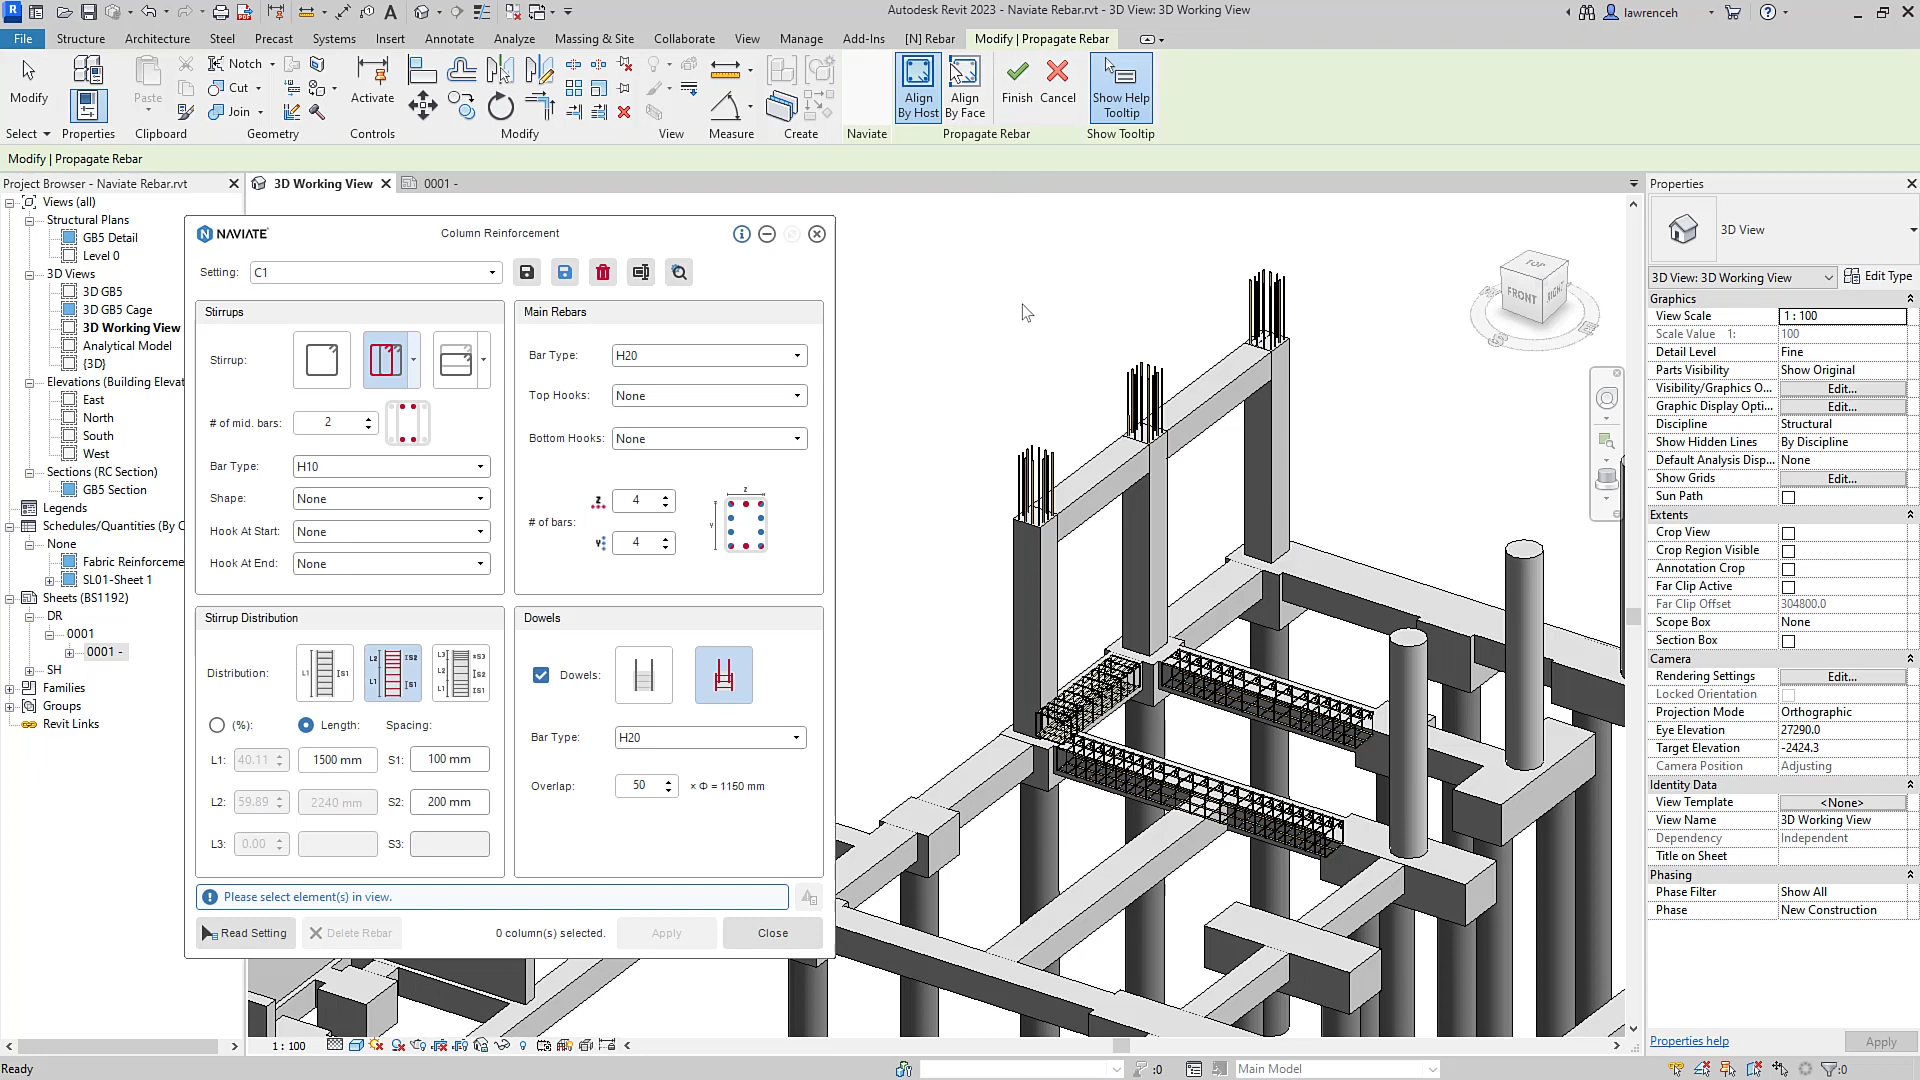 Autodesk Revit 2023 - Naviate Rebar.rvt - 3D View: 3D Working View
lawrenceh
File
Structure
Architecture
Steel
Precast
Systems
Insert
Annotate
Analyze
Massing & Site
Collaborate
View
Manage
Add-Ins
[N] Rebar
Modify | Propagate Rebar
Modify
Paste
Notch
Cut
Join
Activate
Align By Host
Align By Face
Finish
Cancel
Show Help Tooltip
Select
Properties
Clipboard
Geometry
Controls
Modify
View
Measure
Create
Naviate
Propagate Rebar
Show Tooltip
Modify | Propagate Rebar
Project Browser - Naviate Rebar.rvt
3D Working View
0001 -
Views (all)
Structural Plans
GB5 Detail
Level 0
3D Views
3D GB5
3D GB5 Cage
3D Working View
Analytical Model
{3D}
Elevations (Building Elevat
East
North
South
West
Sections (RC Section)
GB5 Section
Legends
Schedules/Quantities (By C
None
Fabric Reinforceme
SL01-Sheet 1
Sheets (BS1192)
DR
0001
0001 -
SH
Families
Groups
Revit Links
NAVIATE
Column Reinforcement
Setting: C1
Stirrups
Stirrup:
# of mid. bars: 2
Bar Type: H10
Shape: None
Hook At Start: None
Hook At End: None
Main Rebars
Bar Type: H20
Top Hooks: None
Bottom Hooks: None
# of bars:
Z 4
Y 4
Z
Y
Stirrup Distribution
Distribution:
L1 S1
L2 S2 L1 S1
L3 S3 L2 S2 L1 S1
(%): Length: Spacing:
L1: 40.11 1500 mm S1: 100 mm
L2: 59.89 2240 mm S2: 200 mm
L3: 0.00 S3:
Dowels
Dowels:
Bar Type: H20
Overlap: 50 × Φ = 1150 mm
Please select element(s) in view.
Read Setting
Delete Rebar
0 column(s) selected.
Apply
Close
TOP
FRONT
RIGHT
Properties
3D View
3D View: 3D Working View
Edit Type
Graphics
View Scale 1 : 100
Scale Value 1: 100
Detail Level Fine
Parts Visibility Show Original
Visibility/Graphics O... Edit...
Graphic Display Opti... Edit...
Discipline Structural
Show Hidden Lines By Discipline
Default Analysis Disp... None
Show Grids Edit...
Sun Path
Extents
Crop View
Crop Region Visible
Annotation Crop
Far Clip Active
Far Clip Offset 304800.0
Scope Box None
Section Box
Camera
Rendering Settings Edit...
Locked Orientation
Projection Mode Orthographic
Eye Elevation 27290.0
Target Elevation -2424.3
Camera Position Adjusting
Identity Data
View Template <None>
View Name 3D Working View
Dependency Independent
Title on Sheet
Phasing
Phase Filter Show All
Phase New Construction
Properties help
Apply
1 : 100
Ready
:0
Main Model
:0